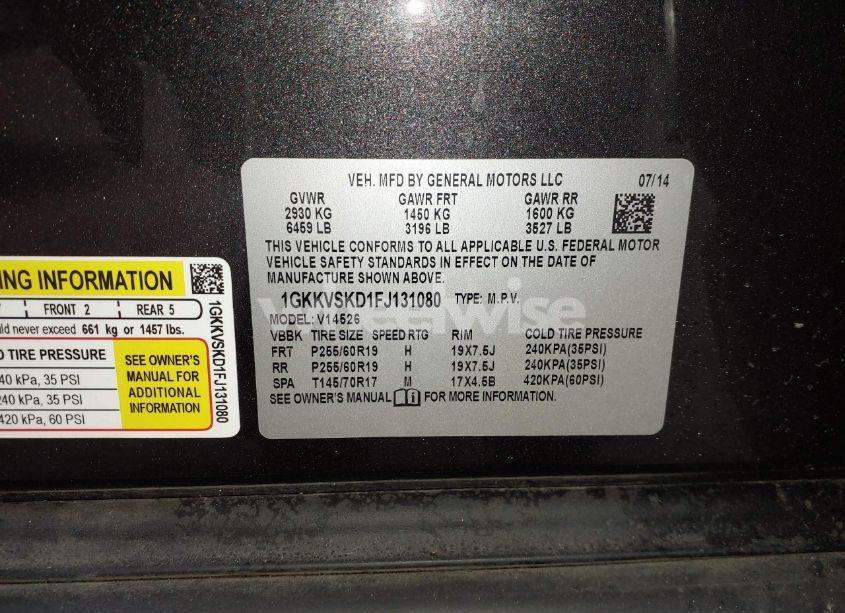 VEH. MFD BY GENERAL MOTORS LLC 07/14
GVWR GAWR FRT GAWR RR
2930 KG 1450 KG 1600 KG
6459 LB 3196 LB 3527 LB
THIS VEHICLE CONFORMS TO ALL APPLICABLE U.S. FEDERAL MOTOR
VEHICLE SAFETY STANDARDS IN EFFECT ON THE DATE OF
MANUFACTURE SHOWN ABOVE.
1GKKVSKD1FJ131080 TYPE: M.P.V.
MODEL: V14526
VBBK TIRE SIZE SPEED RTG RIM COLD TIRE PRESSURE
FRT P255/60R19 H 19X7.5J 240KPA(35PSI)
RR P255/60R19 H 19X7.5J 240KPA(35PSI)
SPA T145/70R17 M 17X4.5B 420KPA(60PSI)
SEE OWNER'S MANUAL i FOR MORE INFORMATION.
ING INFORMATION
FRONT 2 REAR 5
uld never exceed 661 kg or 1457 lbs.
D TIRE PRESSURE
40 kPa, 35 PSI
240 kPa, 35 PSI
420 kPa, 60 PSI
SEE OWNER'S
MANUAL FOR
ADDITIONAL
INFORMATION
1GKKVSKD1FJ131080